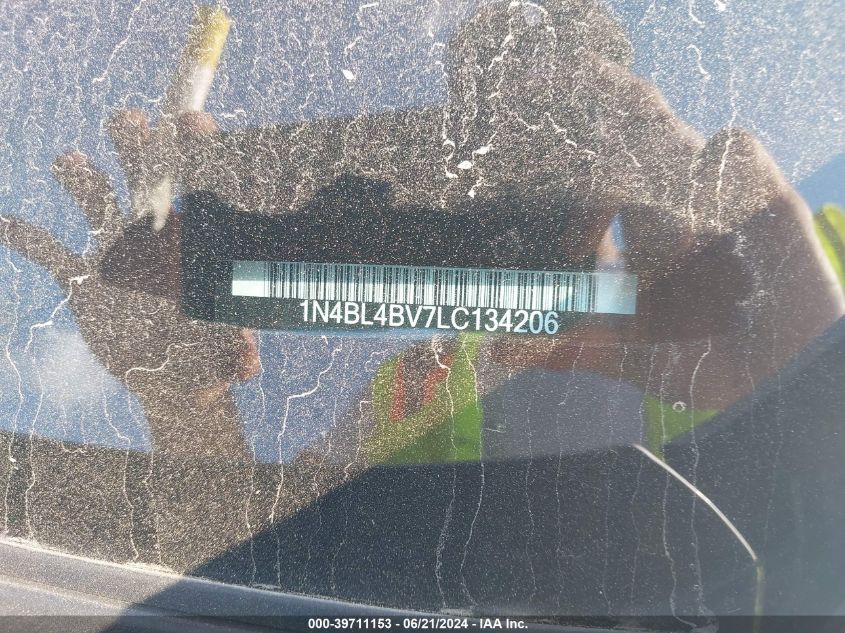 1N4BL4BV7LC134206
000-39711153 - 06/21/2024 - IAA, Inc.